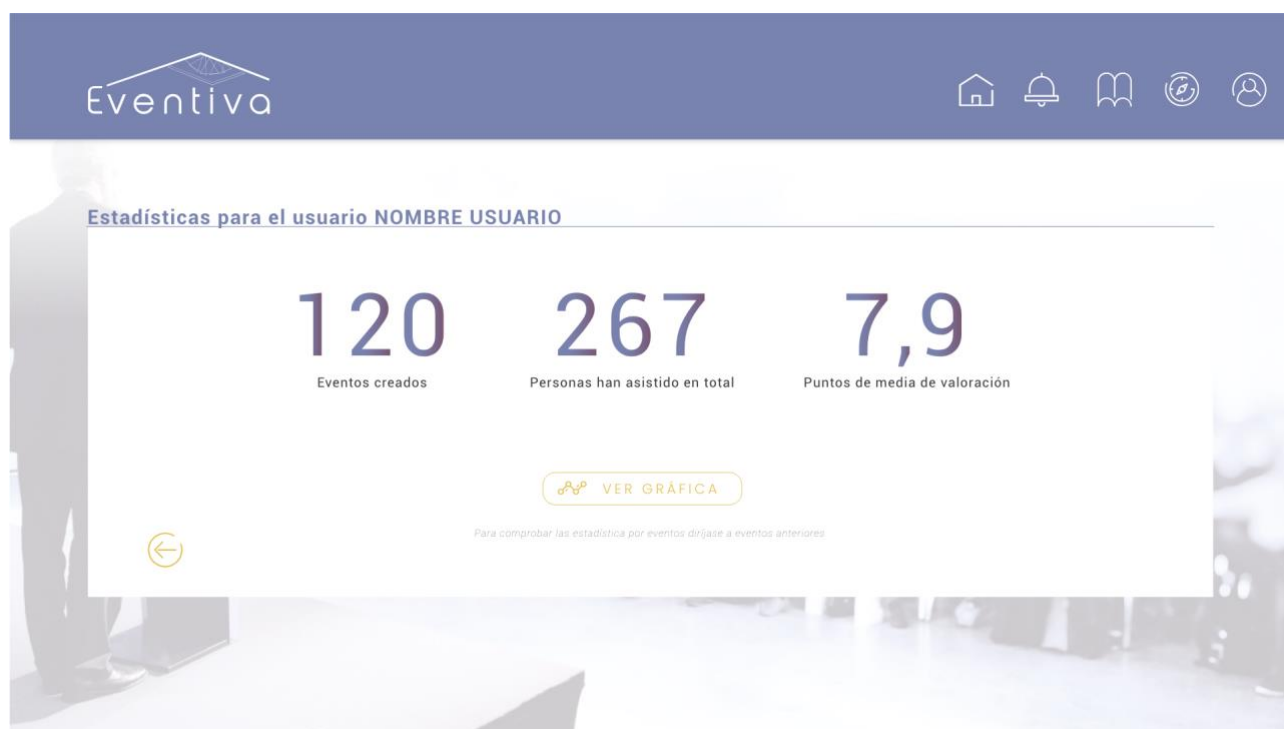 Eventiva
Estadísticas para el usuario NOMBRE USUARIO
120 267 7,9
Eventos creados Personas han asistido en total Puntos de media de valoración
VER GRÁFICA
Para comprobar las estadística por eventos diríjase a eventos anteriores